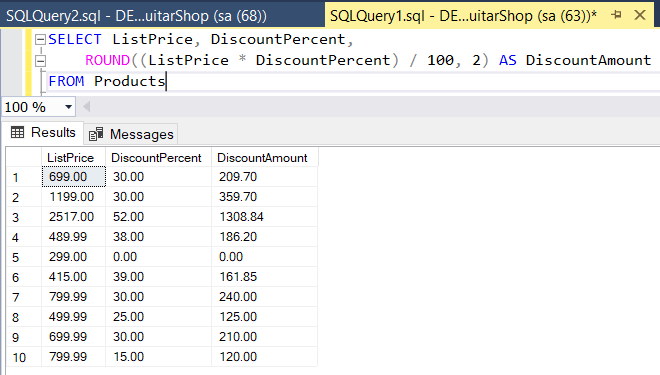 SQLQuery2.sql - DE...uitarShop (sa (68)) SQLQuery1.sql - DE...uitarShop (sa (63))*
SELECT ListPrice, DiscountPercent,
ROUND((ListPrice * DiscountPercent) / 100, 2) AS DiscountAmount
FROM Products
100 %
Results Messages
ListPrice DiscountPercent DiscountAmount
1 699.00 30.00 209.70
2 1199.00 30.00 359.70
3 2517.00 52.00 1308.84
4 489.99 38.00 186.20
5 299.00 0.00 0.00
6 415.00 39.00 161.85
7 799.99 30.00 240.00
8 499.99 25.00 125.00
9 699.99 30.00 210.00
10 799.99 15.00 120.00